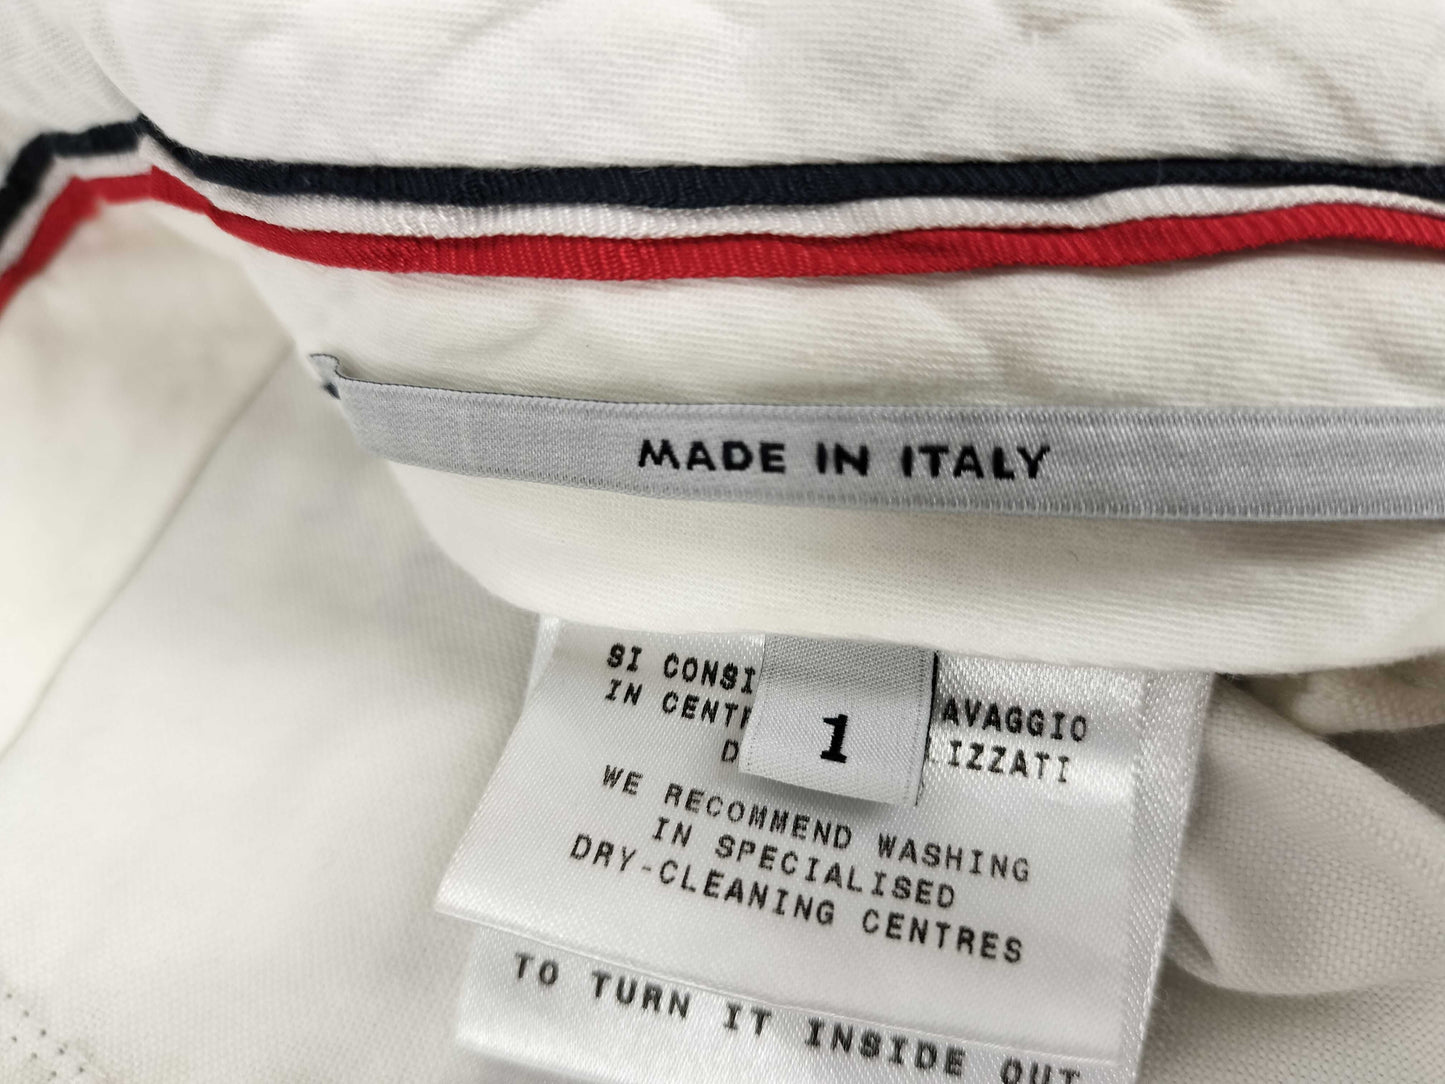 MADE IN ITALY
SI CONSI AVAGGIO
IN CENT IZZATI
D
1
WE RECOMMEND WASHING
IN SPECIALISED
DRY-CLEANING CENTRES
TO TURN IT INSIDE OUT